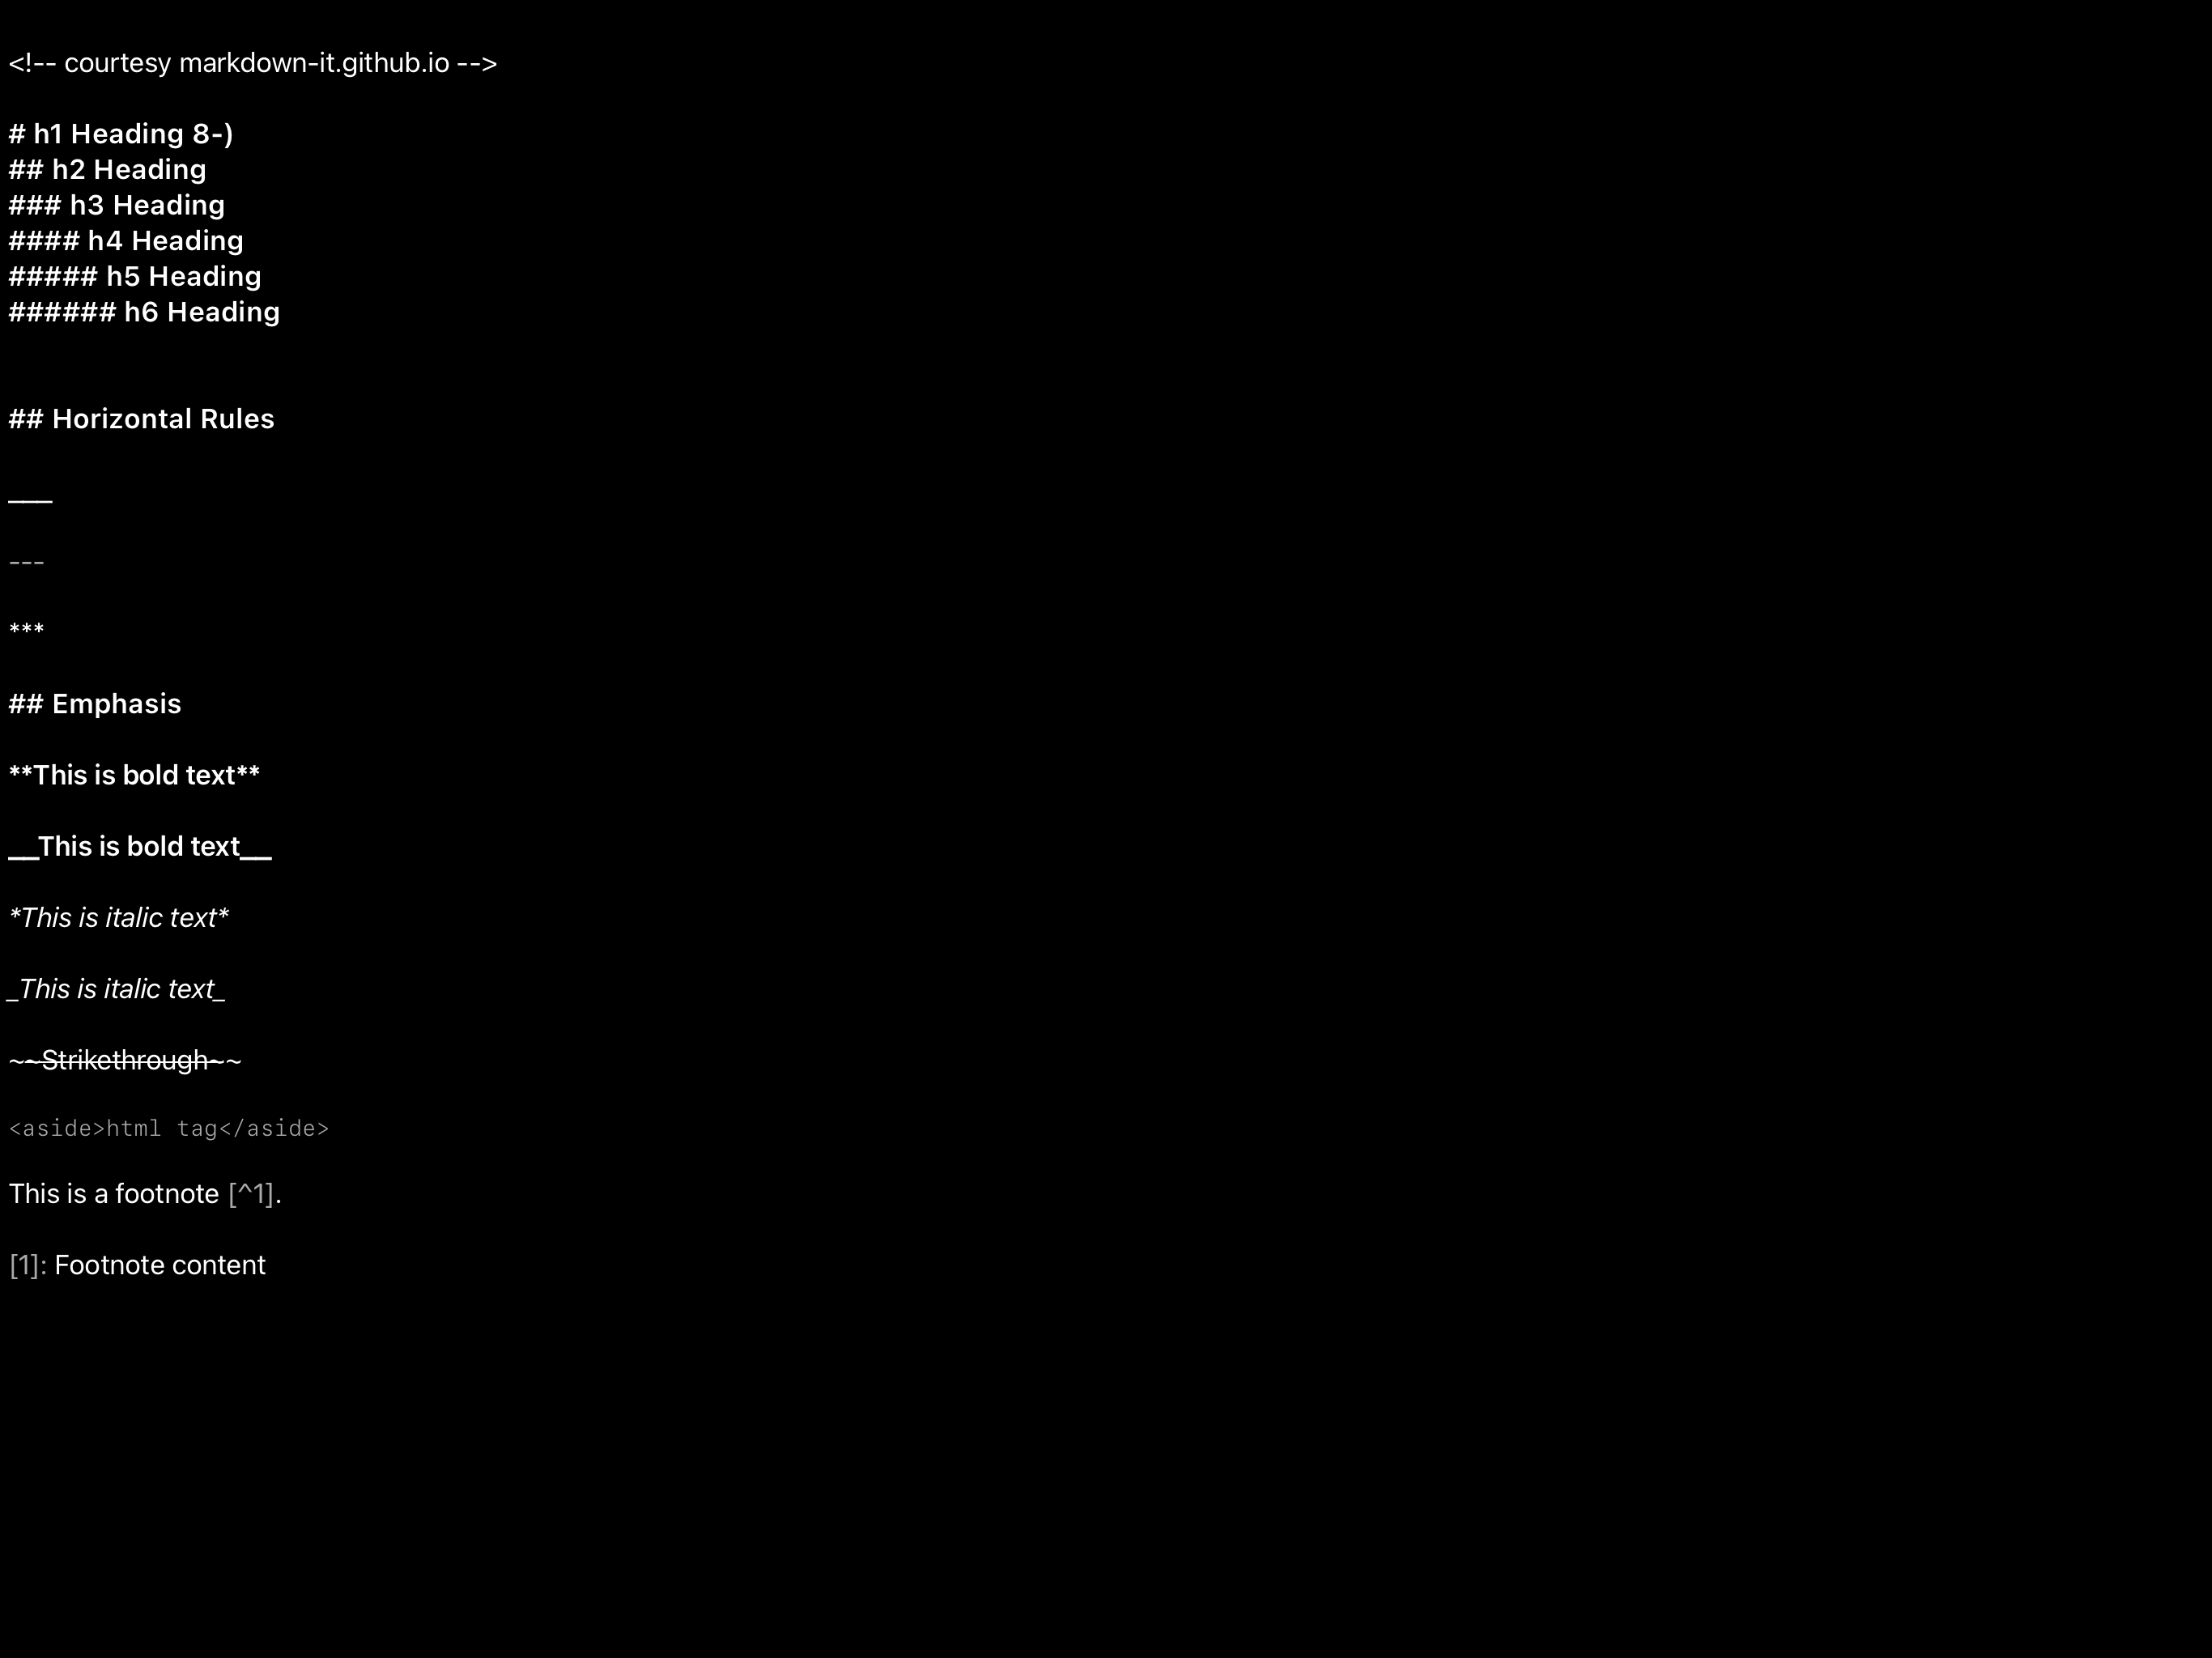 <!-- courtesy markdown-it.github.io -->
# h1 Heading 8-)
## h2 Heading
### h3 Heading
#### h4 Heading
##### h5 Heading
###### h6 Heading
## Horizontal Rules
___
---
***
## Emphasis
**This is bold text**
__This is bold text__
*This is italic text*
_This is italic text_
~~Strikethrough~~
<aside>html tag</aside>
This is a footnote [^1].
[1]: Footnote content